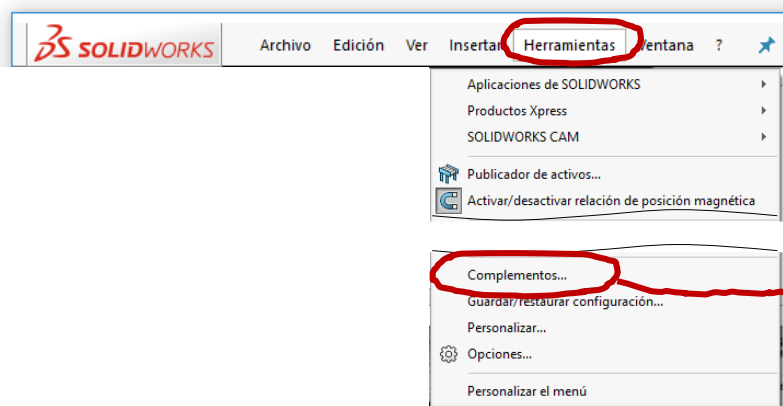 SOLIDWORKS Archivo Edición Ver Insertar Herramientas Ventana ?
Aplicaciones de SOLIDWORKS
Productos Xpress
SOLIDWORKS CAM
Publicador de activos...
Activar/desactivar relación de posición magnética
Complementos...
Guardar/restaurar configuración...
Personalizar...
Opciones...
Personalizar el menú